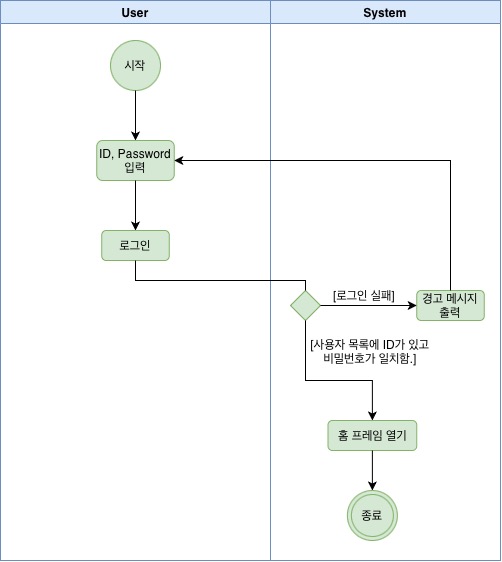 User
System
시작
ID, Password
입력
로그인
[로그인 실패]
경고 메시지
출력
[사용자 목록에 ID가 있고
비밀번호가 일치함.]
홈 프레임 열기
종료